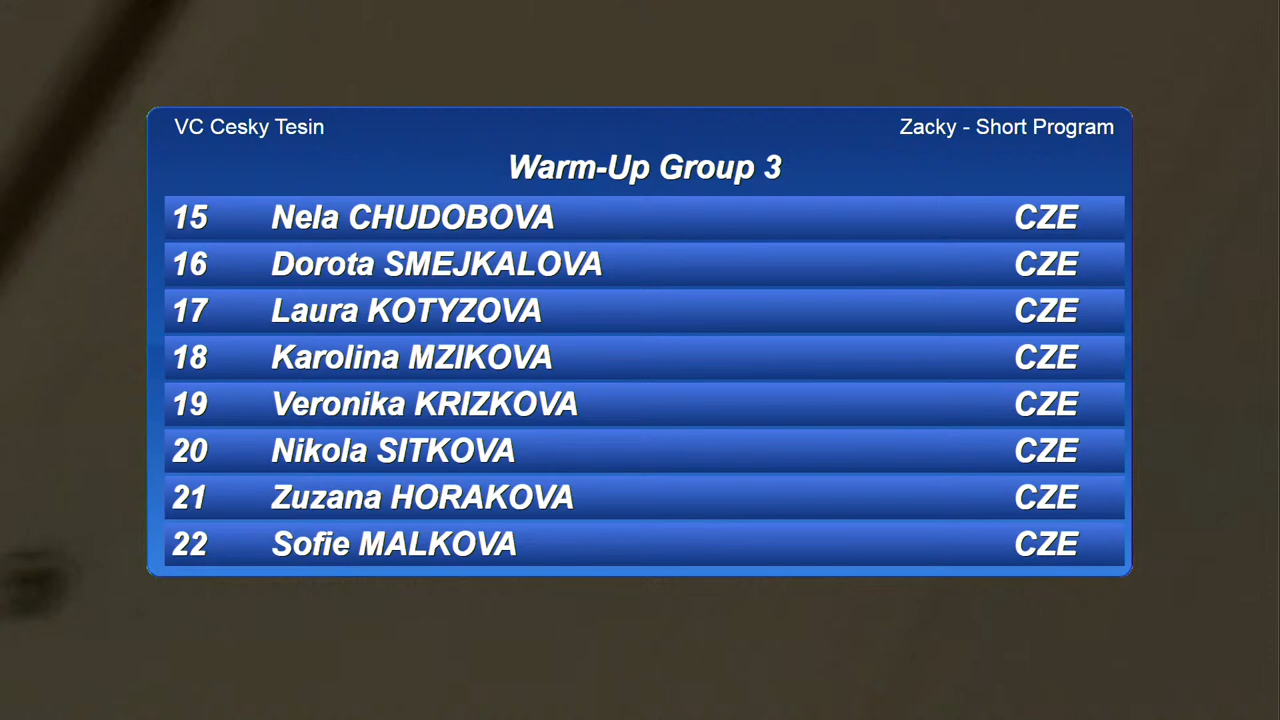 VC Cesky Tesin Zacky - Short Program
Warm-Up Group 3
15 Nela CHUDOBOVA CZE
16 Dorota SMEJKALOVA CZE
17 Laura KOTYZOVA CZE
18 Karolina MZIKOVA CZE
19 Veronika KRIZKOVA CZE
20 Nikola SITKOVA CZE
21 Zuzana HORAKOVA CZE
22 Sofie MALKOVA CZE